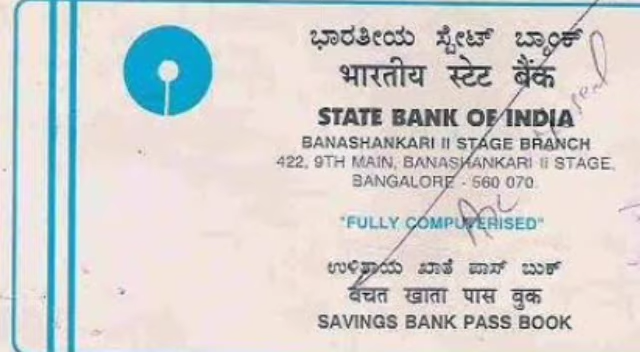 ಭಾರತೀಯ ಸ್ಟೇಟ್ ಬ್ಯಾಂಕ್
भारतीय स्टेट बैंक
STATE BANK OF INDIA
BANASHANKARI II STAGE BRANCH
422, 9TH MAIN, BANASHANKARI II STAGE,
BANGALORE - 560 070.
"FULLY COMPUTERISED"
ಉಳಿತಾಯ ಖಾತೆ ಪಾಸ್ ಬುಕ್
बचत खाता पास बुक
SAVINGS BANK PASS BOOK